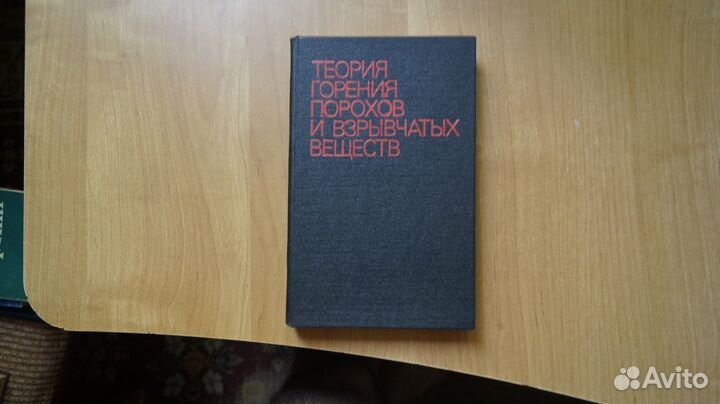 ТЕОРИЯ
ГОРЕНИЯ
ПОРОХОВ
И ВЗРЫВЧАТЫХ
ВЕЩЕСТВ
Avito